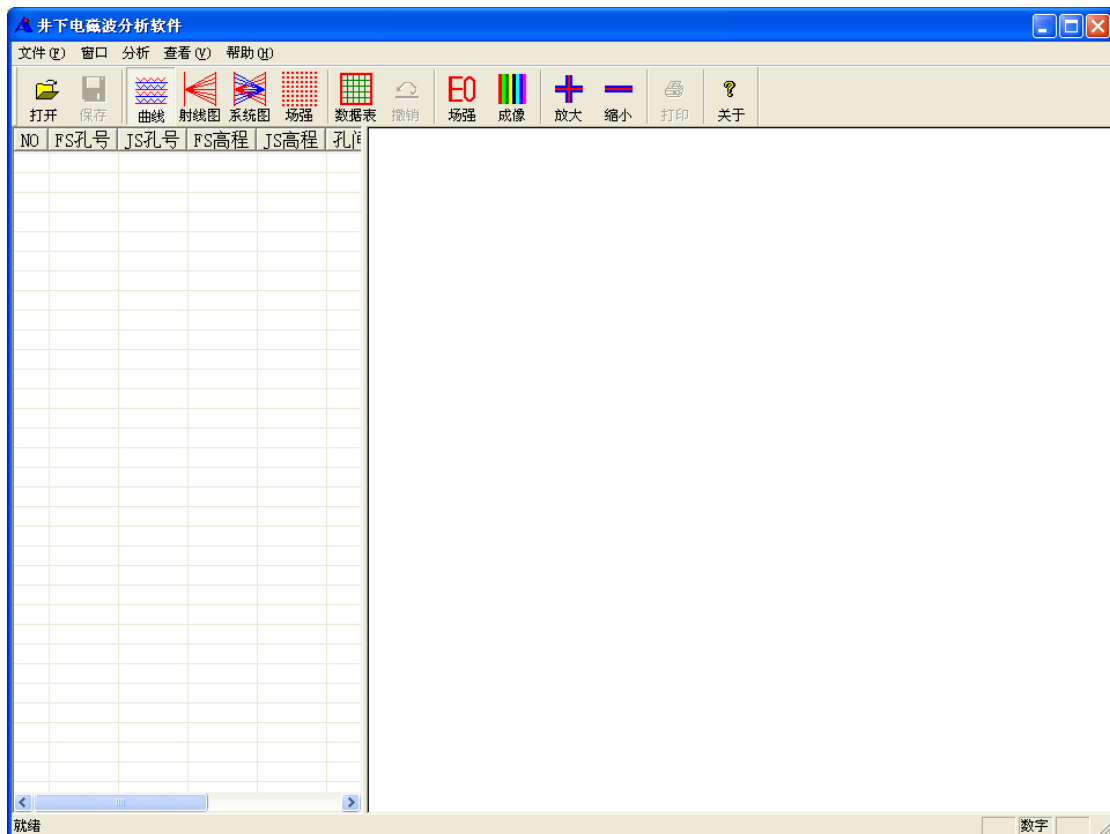 井下电磁波分析软件
文件(F) 窗口 分析 查看(V) 帮助(H)
打开 保存 曲线 射线图 系统图 场强 数据表 撤销 E0 场强 成像 放大 缩小 打印 关于
NO FS孔号 JS孔号 FS高程 JS高程 孔间
就绪 数字